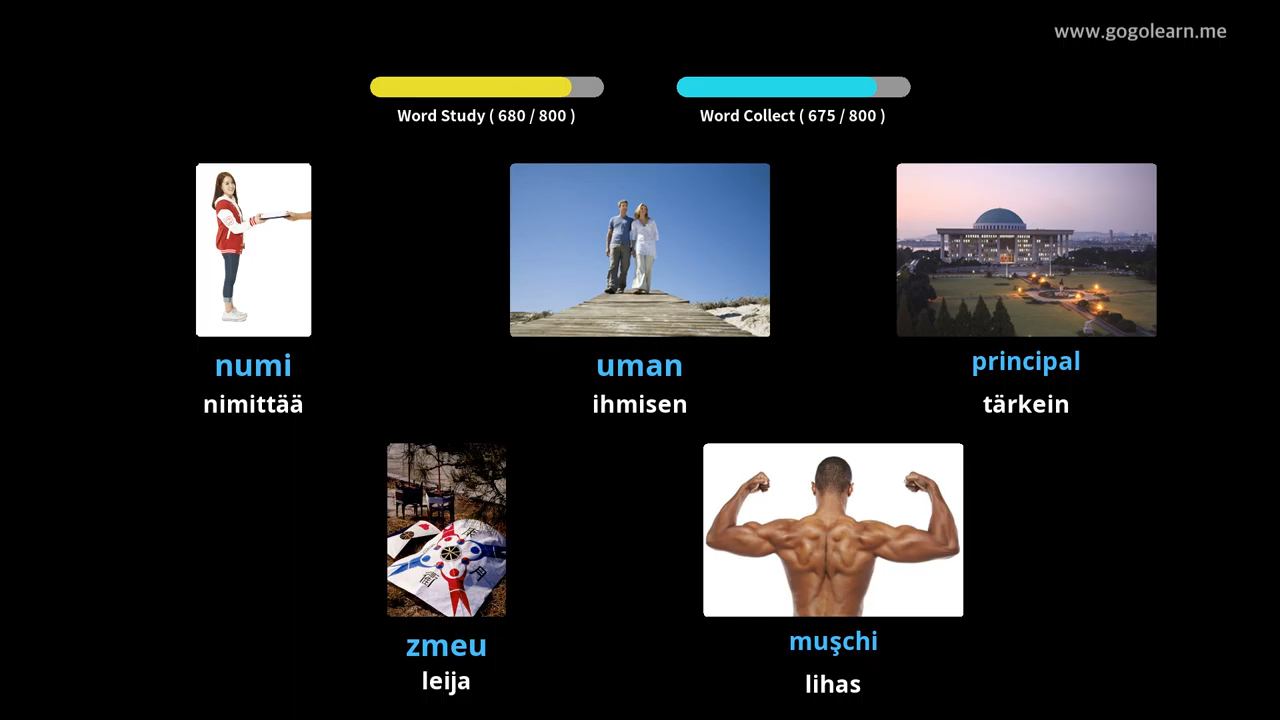 www.gogolearn.me
Word Study ( 680 / 800 )
Word Collect ( 675 / 800 )
numi
nimittää
uman
ihmisen
principal
tärkein
zmeu
leija
muşchi
lihas